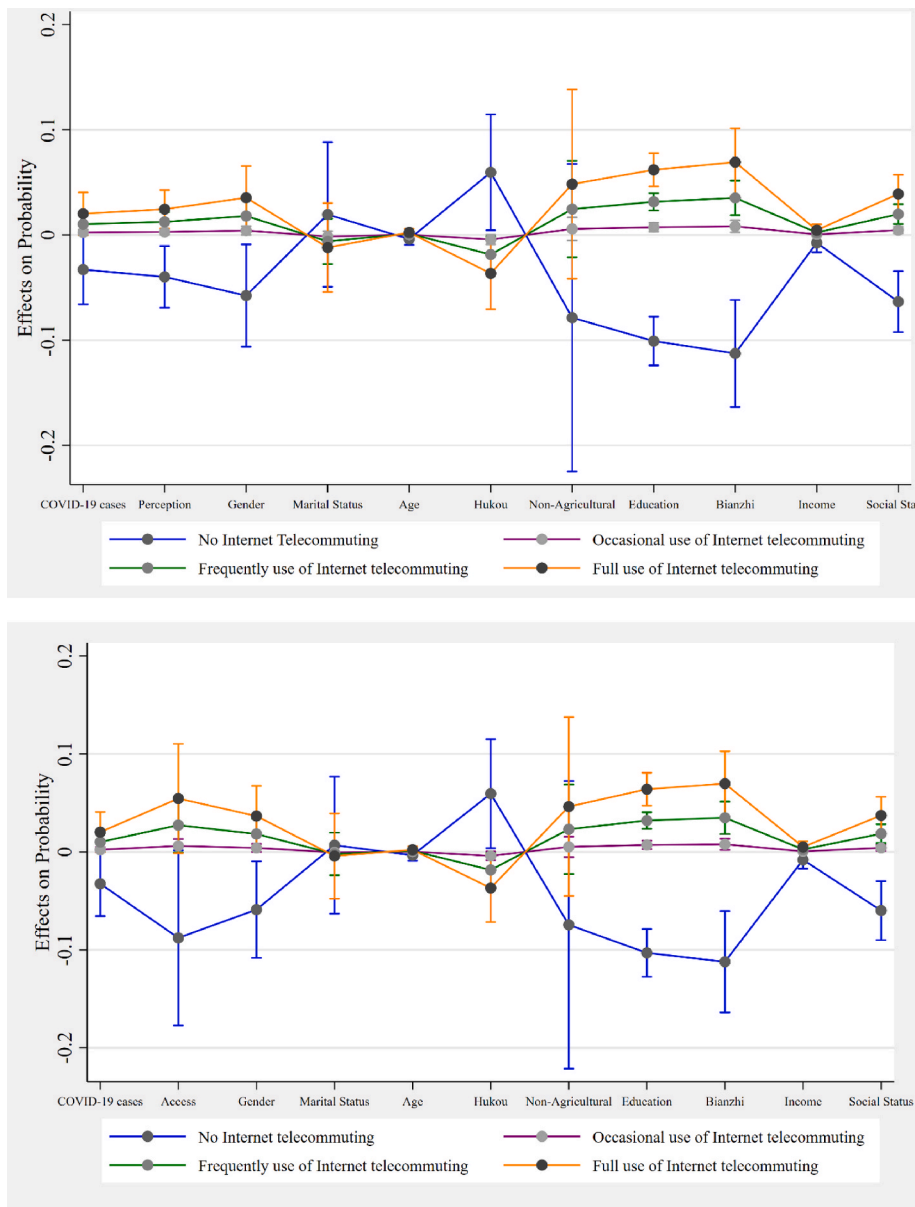 0.2
0.1
0
-0.1
-0.2
Effects on Probability
COVID-19 cases Perception Gender Marital Status Age Hukou Non-Agricultural Education Bianzhi Income Social Sta
No Internet Telecommuting Occasional use of Internet telecommuting
Frequently use of Internet telecommuting Full use of Internet telecommuting
0.2
0.1
0
-0.1
-0.2
Effects on Probability
COVID-19 cases Access Gender Marital Status Age Hukou Non-Agricultural Education Bianzhi Income Social Status
No Internet telecommuting Occasional use of Internet telecommuting
Frequently use of Internet telecommuting Full use of Internet telecommuting